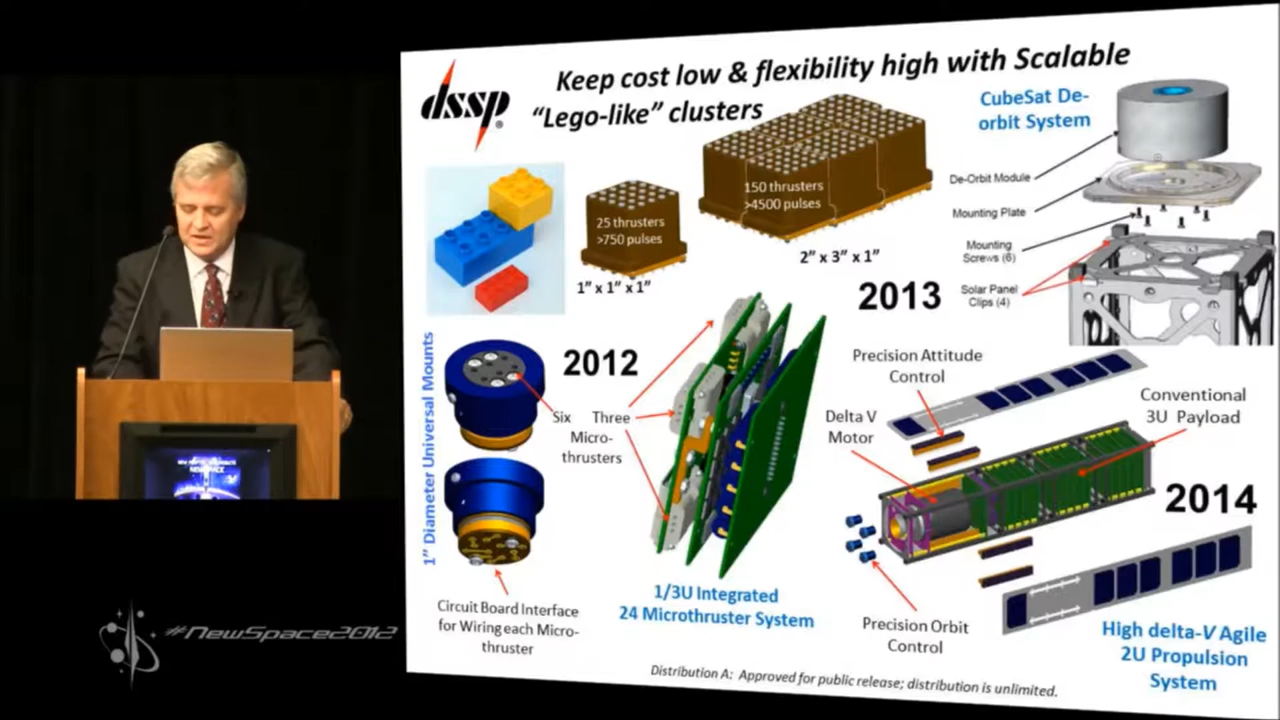 dssp®
Keep cost low & flexibility high with Scalable
“Lego-like” clusters
CubeSat De-
orbit System
De-Orbit Module
Mounting Plate
Mounting
Screws (6)
Solar Panel
Clips (4)
25 thrusters
>750 pulses
1” x 1” x 1”
150 thrusters
>4500 pulses
2” x 3” x 1”
2013
1” Diameter Universal Mounts
2012
Six Three
Micro-
thrusters
Circuit Board Interface
for Wiring each Micro-
thruster
1/3U Integrated
24 Microthruster System
Precision Attitude
Control
Delta V
Motor
Conventional
3U Payload
2014
Precision Orbit
Control
High delta-V Agile
2U Propulsion
System
Distribution A: Approved for public release; distribution is unlimited.
#NewSpace2012